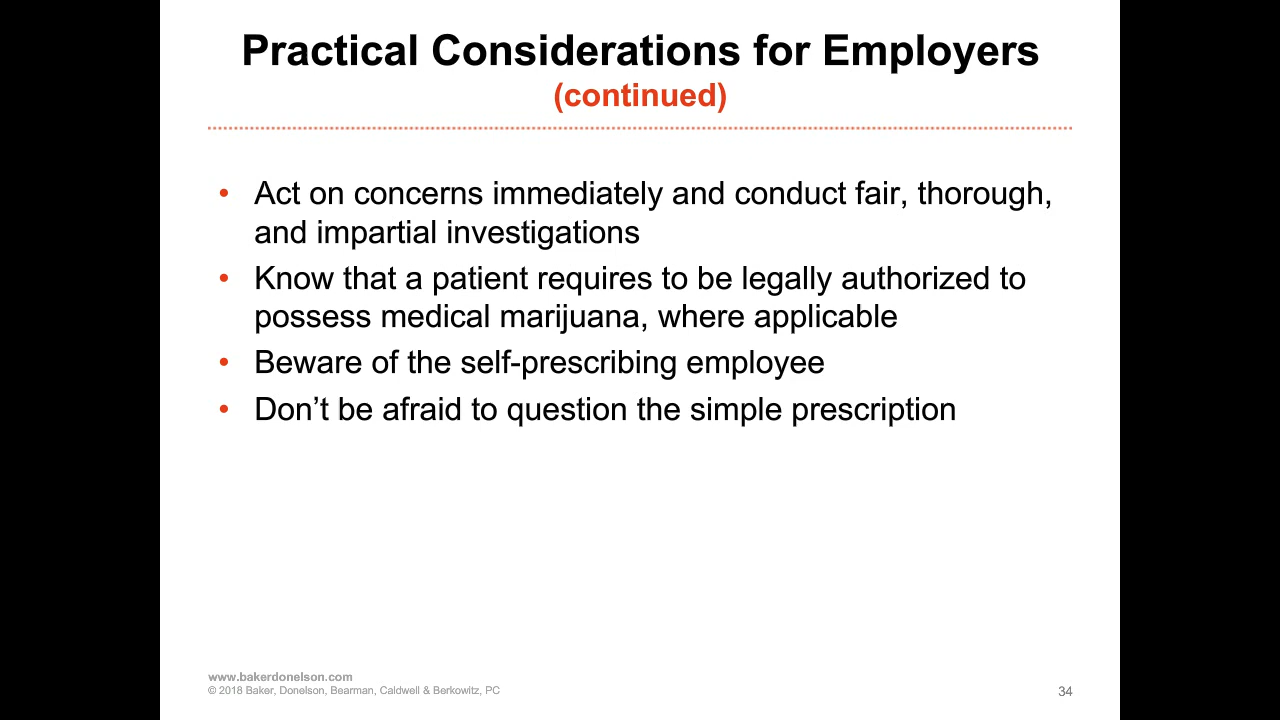 Practical Considerations for Employers
(continued)
• Act on concerns immediately and conduct fair, thorough,
and impartial investigations
• Know that a patient requires to be legally authorized to
possess medical marijuana, where applicable
• Beware of the self-prescribing employee
• Don’t be afraid to question the simple prescription
www.bakerdonelson.com
© 2018 Baker, Donelson, Bearman, Caldwell & Berkowitz, PC
34